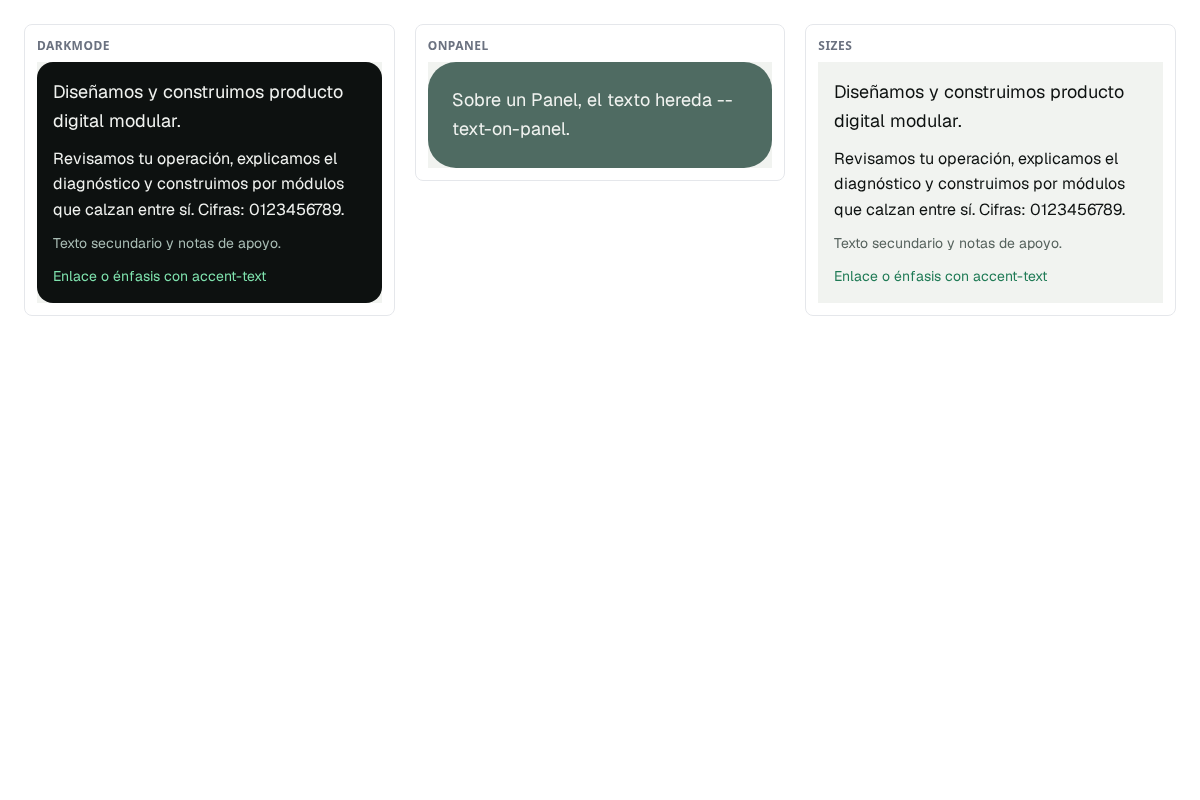 DARKMODE
Diseñamos y construimos producto
digital modular.
Revisamos tu operación, explicamos el
diagnóstico y construimos por módulos
que calzan entre sí. Cifras: 0123456789.
Texto secundario y notas de apoyo.
Enlace o énfasis con accent-text
ONPANEL
Sobre un Panel, el texto hereda --
text-on-panel.
SIZES
Diseñamos y construimos producto
digital modular.
Revisamos tu operación, explicamos el
diagnóstico y construimos por módulos
que calzan entre sí. Cifras: 0123456789.
Texto secundario y notas de apoyo.
Enlace o énfasis con accent-text